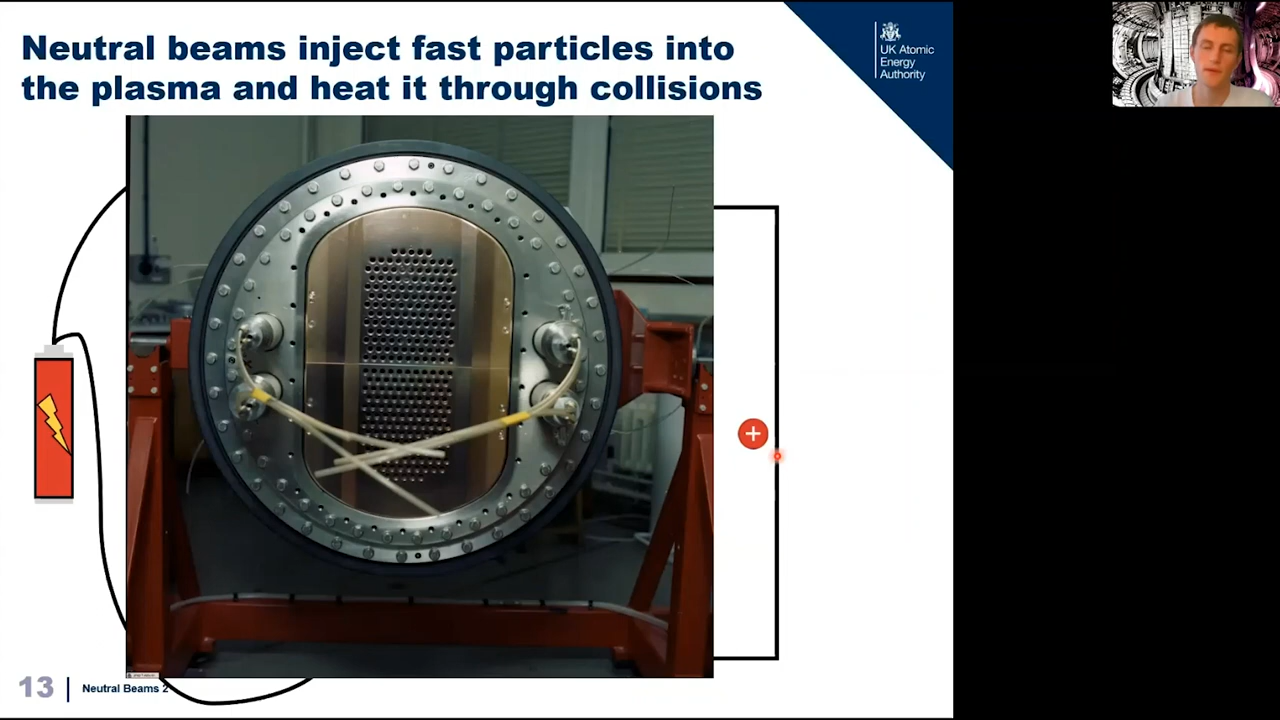 Neutral beams inject fast particles into
the plasma and heat it through collisions
UK Atomic
Energy
Authority
13
Neutral Beams 2